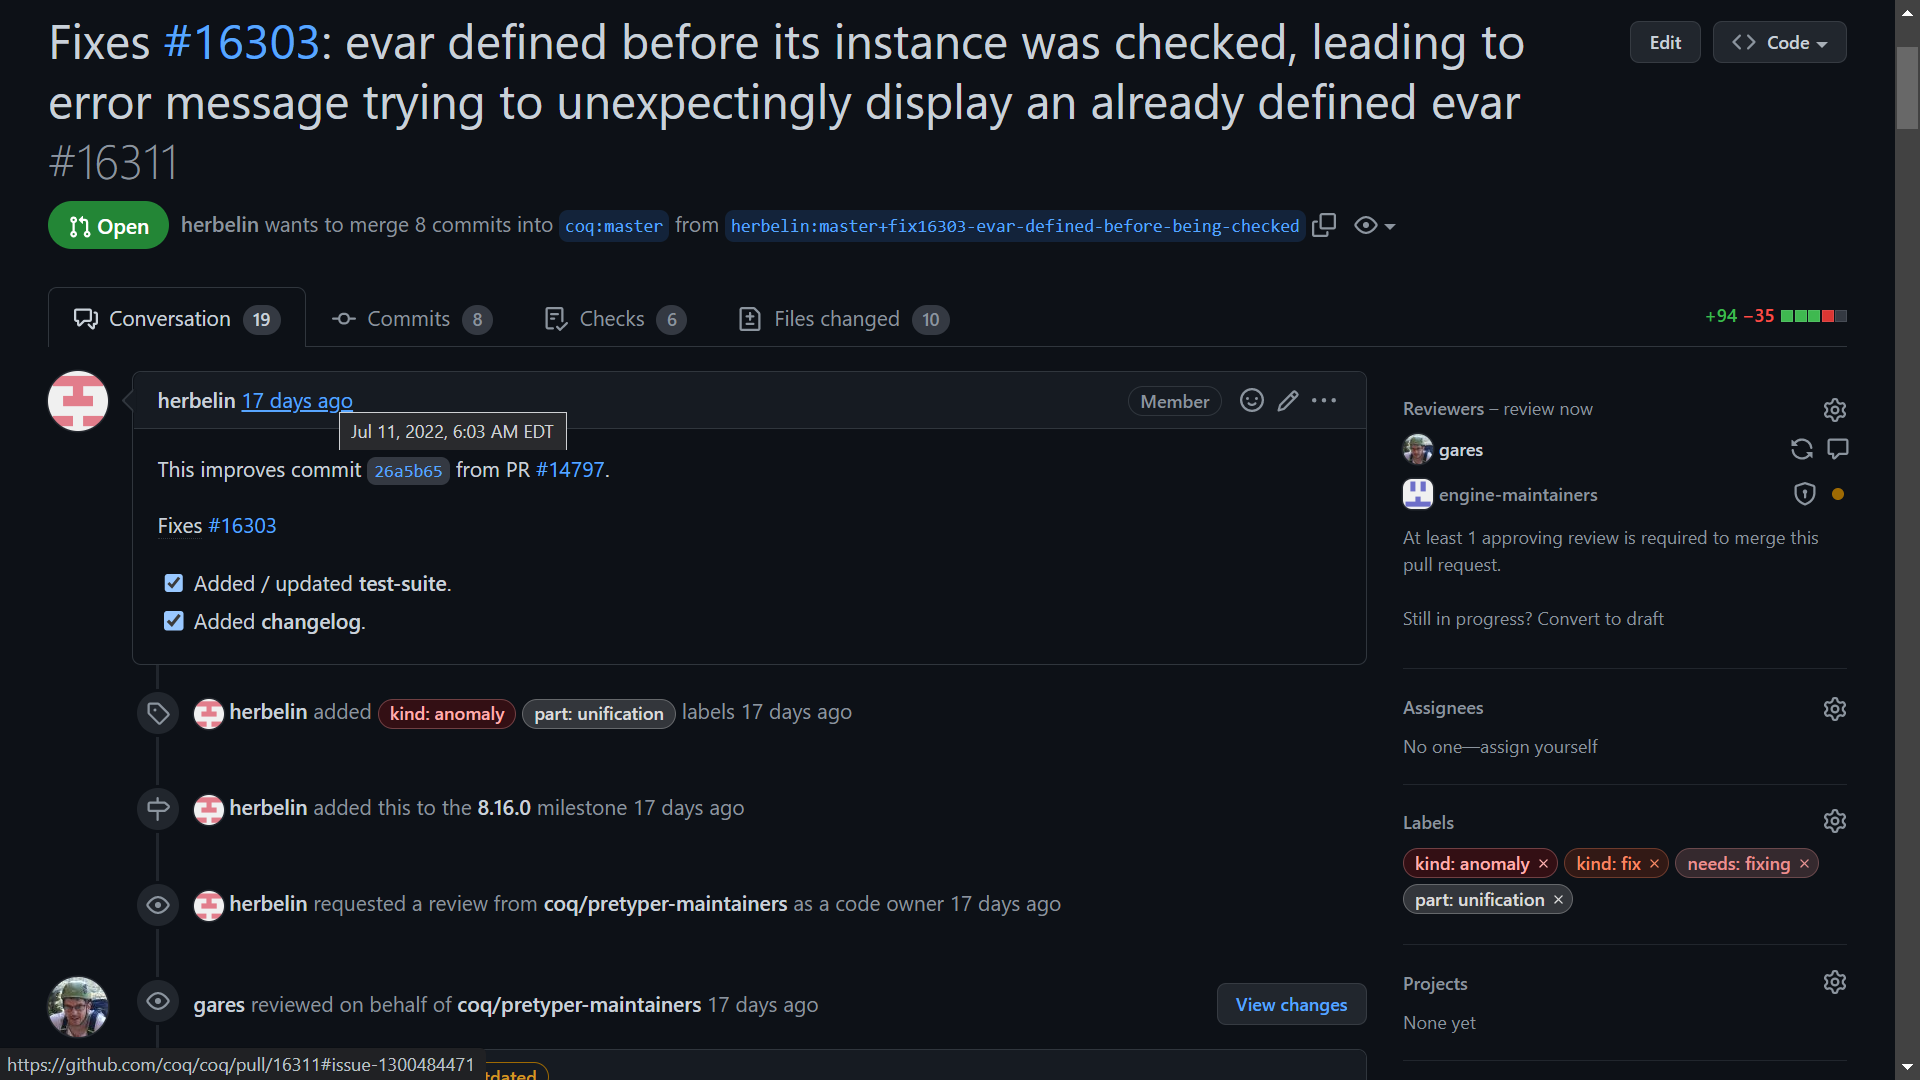 Fixes #16303: evar defined before its instance was checked, leading to
error message trying to unexpectingly display an already defined evar
#16311
Edit
Code
Open
herbelin wants to merge 8 commits into coq:master from herbelin:master+fix16303-evar-defined-before-being-checked
Conversation 19
Commits 8
Checks 6
Files changed 10
+94 −35
herbelin 17 days ago
Member
Jul 11, 2022, 6:03 AM EDT
This improves commit 26a5b65 from PR #14797.
Fixes #16303
Added / updated test-suite.
Added changelog.
herbelin added kind: anomaly part: unification labels 17 days ago
herbelin added this to the 8.16.0 milestone 17 days ago
herbelin requested a review from coq/pretyper-maintainers as a code owner 17 days ago
gares reviewed on behalf of coq/pretyper-maintainers 17 days ago
View changes
https://github.com/coq/coq/pull/16311#issue-1300484471
Reviewers – review now
gares
engine-maintainers
At least 1 approving review is required to merge this
pull request.
Still in progress? Convert to draft
Assignees
No one—assign yourself
Labels
kind: anomaly × kind: fix × needs: fixing ×
part: unification ×
Projects
None yet